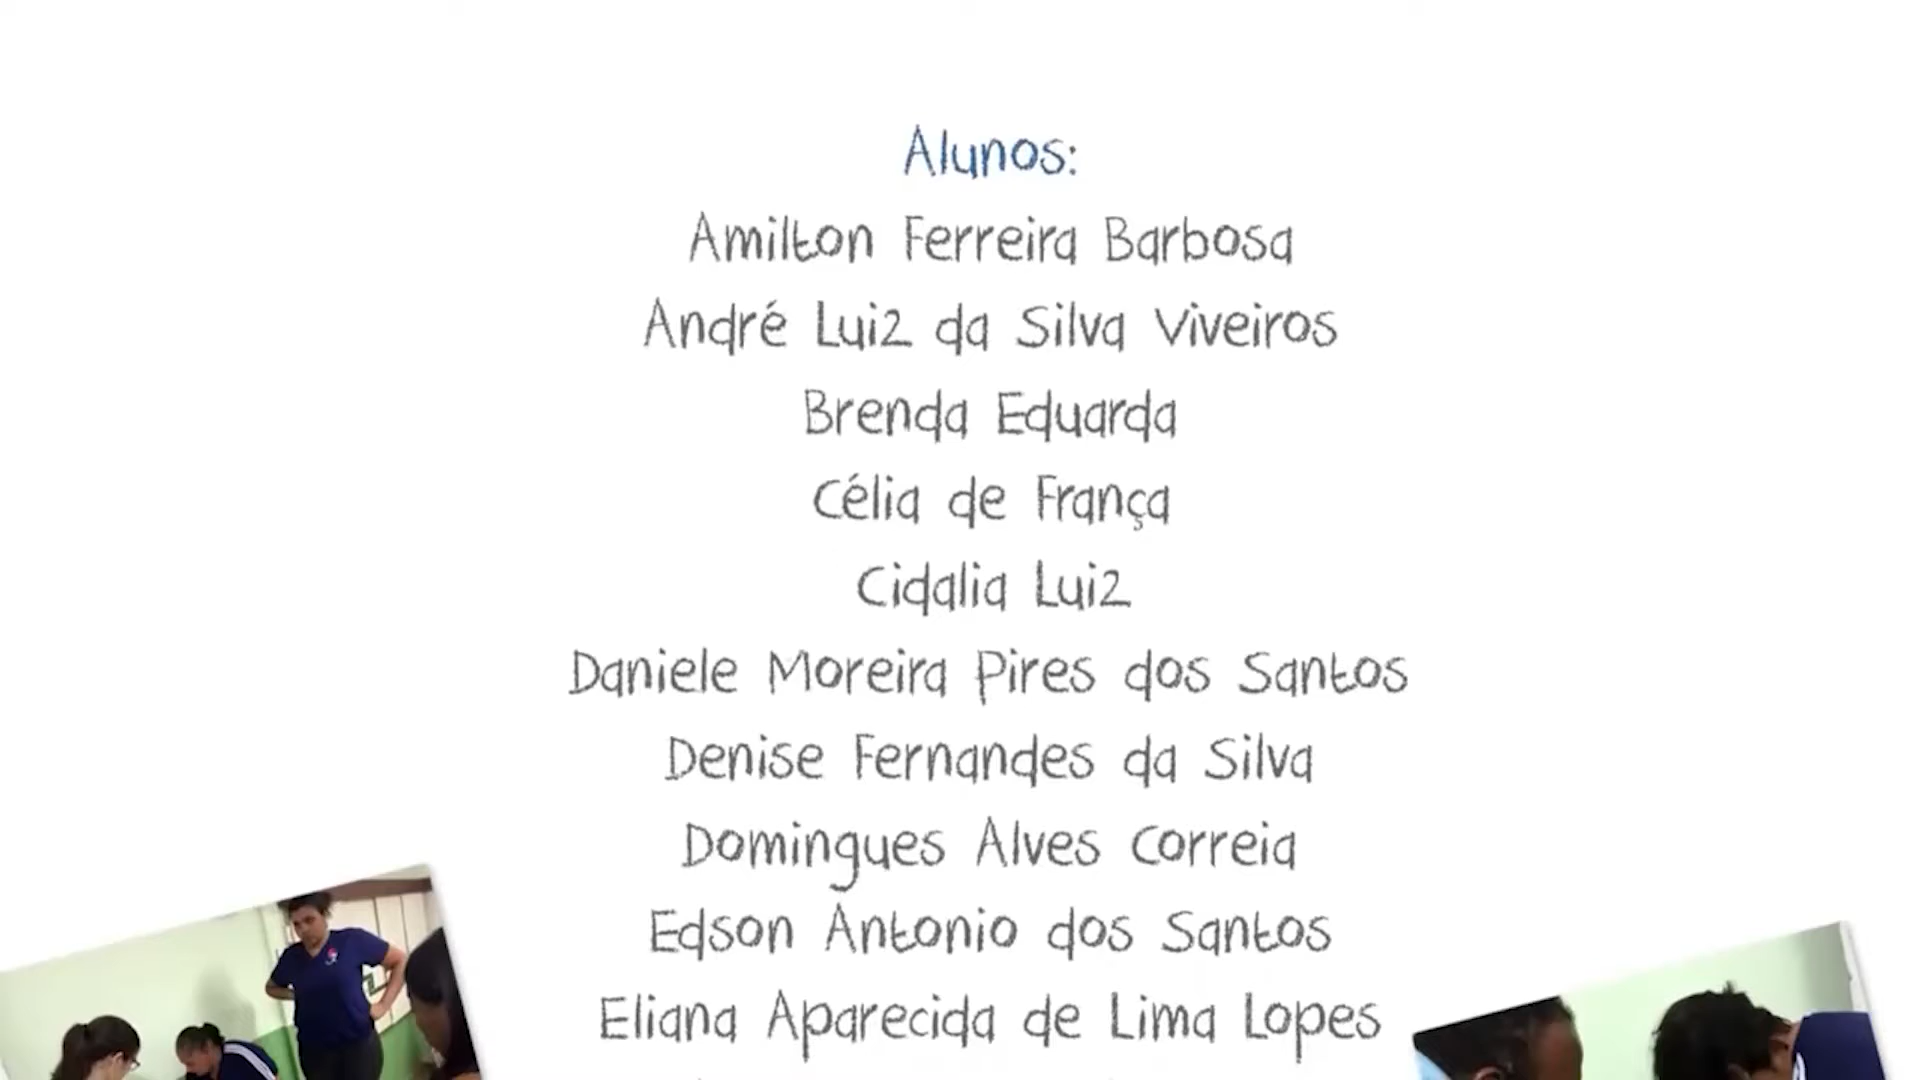 Alunos:
Amilton Ferreira Barbosa
André Luiz da Silva Viveiros
Brenda Eduarda
Célia de França
Cidalia Luiz
Daniele Moreira Pires dos Santos
Denise Fernandes da Silva
Domingues Alves Correia
Edson Antonio dos Santos
Eliana Aparecida de Lima Lopes